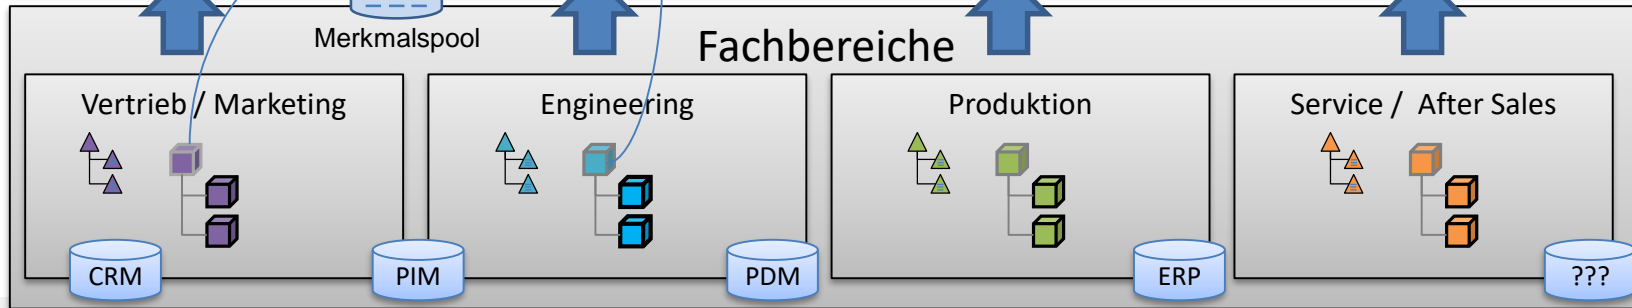 Merkmalspool
Fachbereiche
Vertrieb / Marketing
Engineering
Produktion
Service / After Sales
CRM
PIM
PDM
ERP
???